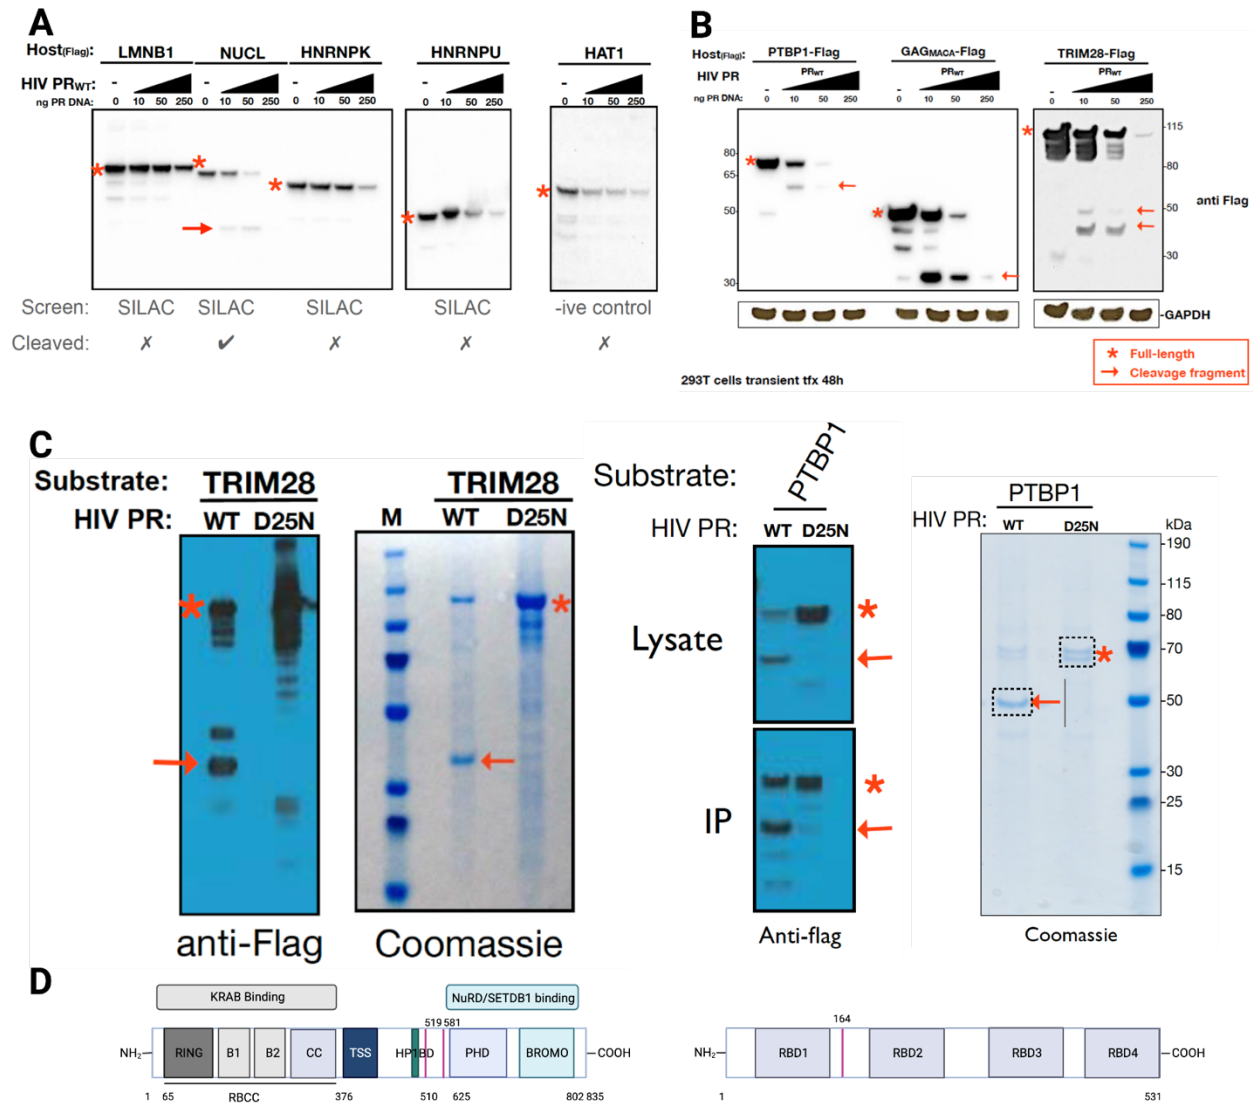 A
Host(Flag): LMNB1 NUCL HNRNPK HNRNPU HAT1
HIV PRWT: - - - - -
ng PR DNA: 0 10 50 250 0 10 50 250 0 10 50 250 0 10 50 250 0 10 50 250
*
*
*
*
*
Screen: SILAC SILAC SILAC SILAC -ive control
Cleaved: ✗ ✔ ✗ ✗ ✗
B
Host(Flag): PTBP1-Flag GAGMACA-Flag TRIM28-Flag
HIV PR - PRWT - PRWT - PRWT
ng PR DNA: 0 10 50 250 0 10 50 250 0 10 50 250
80
65
50
30
*
*
*
115
80
50
30
anti Flag
-GAPDH
* Full-length
→ Cleavage fragment
293T cells transient tfx 48h
C
Substrate: TRIM28 TRIM28
HIV PR: WT D25N M WT D25N
*
*
anti-Flag Coomassie
Substrate: PTBP1
HIV PR: WT D25N
Lysate
*
IP
*
Anti-flag
PTBP1
HIV PR: WT D25N kDa
190
115
80
70
50
30
25
15
*
Coomassie
D
KRAB Binding NuRD/SETDB1 binding
519 581
NH₂ RING B1 B2 CC TSS HP1BD PHD BROMO COOH
1 65 RBCC 376 510 625 802 835
164
NH₂ RBD1 RBD2 RBD3 RBD4 COOH
1 531